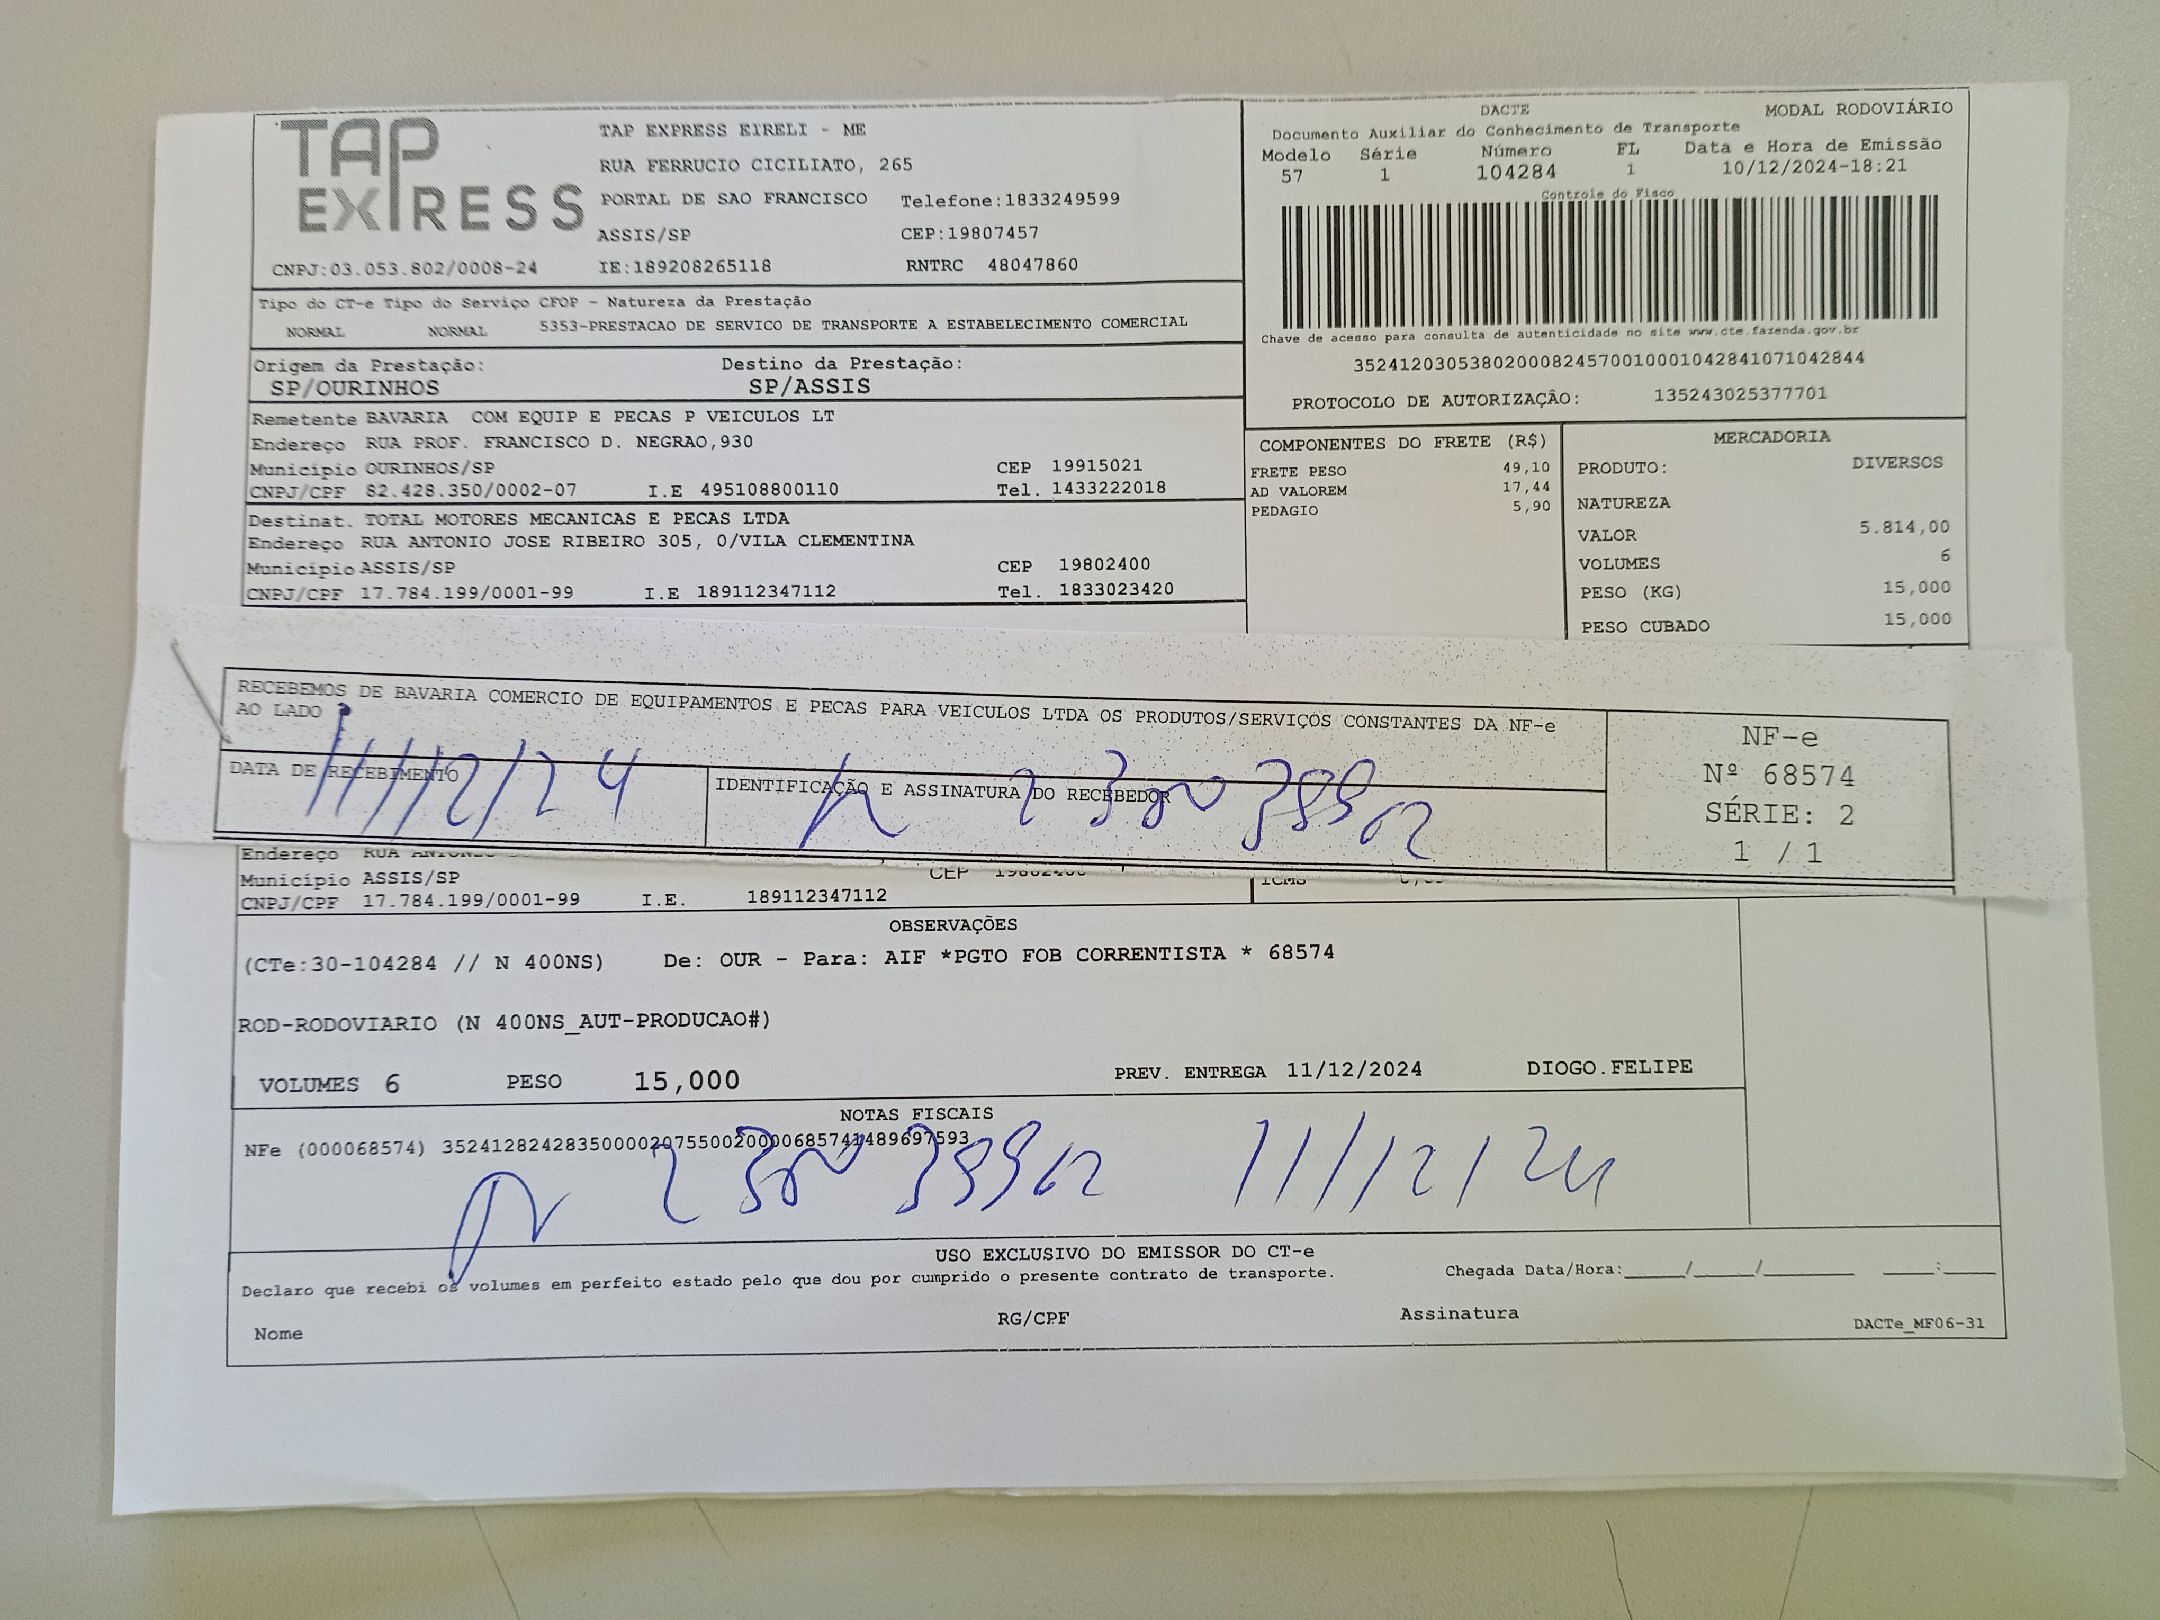 TAP EXPRESS
TAP EXPRESS EIRELI - ME
RUA FERRUCIO CICILIATO, 265
PORTAL DE SAO FRANCISCO Telefone:1833249599
ASSIS/SP CEP:19807457
CNPJ:03.053.802/0008-24 IE:189208265118 RNTRC 48047860
DACTE MODAL RODOVIÁRIO
Documento Auxiliar do Conhecimento de Transporte
Modelo Série Número FL Data e Hora de Emissão
57 1 104284 1 10/12/2024-18:21
Controle do Fisco
Chave de acesso para consulta de autenticidade no site www.cte.fazenda.gov.br
35241203053802000824570010001042841071042844
PROTOCOLO DE AUTORIZAÇÃO: 135243025377701
Tipo do CT-e Tipo do Serviço CFOP - Natureza da Prestação
NORMAL NORMAL 5353-PRESTACAO DE SERVICO DE TRANSPORTE A ESTABELECIMENTO COMERCIAL
Origem da Prestação: Destino da Prestação:
SP/OURINHOS SP/ASSIS
Remetente BAVARIA COM EQUIP E PECAS P VEICULOS LT
Endereço RUA PROF. FRANCISCO D. NEGRAO,930
Município OURINHOS/SP CEP 19915021
CNPJ/CPF 82.428.350/0002-07 I.E 495108800110 Tel. 1433222018
Destinat. TOTAL MOTORES MECANICAS E PECAS LTDA
Endereço RUA ANTONIO JOSE RIBEIRO 305, 0/VILA CLEMENTINA
Município ASSIS/SP CEP 19802400
CNPJ/CPF 17.784.199/0001-99 I.E 189112347112 Tel. 1833023420
COMPONENTES DO FRETE (R$)
FRETE PESO 49,10
AD VALOREM 17,44
PEDAGIO 5,90
MERCADORIA
PRODUTO: DIVERSOS
NATUREZA
VALOR 5.814,00
VOLUMES 6
PESO (KG) 15,000
PESO CUBADO 15,000
RECEBEMOS DE BAVARIA COMERCIO DE EQUIPAMENTOS E PECAS PARA VEICULOS LTDA OS PRODUTOS/SERVIÇOS CONSTANTES DA NF-e
AO LADO
DATA DE RECEBIMENTO
11/12/24
IDENTIFICAÇÃO E ASSINATURA DO RECEBEDOR
NF-e
Nº 68574
SÉRIE: 2
1 / 1
Endereço RUA
Município ASSIS/SP CEP
ICMS
CNPJ/CPF 17.784.199/0001-99 I.E. 189112347112
OBSERVAÇÕES
(CTe:30-104284 // N 400NS) De: OUR - Para: AIF *PGTO FOB CORRENTISTA * 68574
ROD-RODOVIARIO (N 400NS_AUT-PRODUCAO#)
VOLUMES 6 PESO 15,000 PREV. ENTREGA 11/12/2024 DIOGO.FELIPE
NOTAS FISCAIS
NFe (000068574) 35241282428350000207550020000685741489697593
11/12/24
USO EXCLUSIVO DO EMISSOR DO CT-e
Declaro que recebi os volumes em perfeito estado pelo que dou por cumprido o presente contrato de transporte. Chegada Data/Hora:_____/_____/________ _____:_____
Nome RG/CPF Assinatura
DACTe_MF06-31